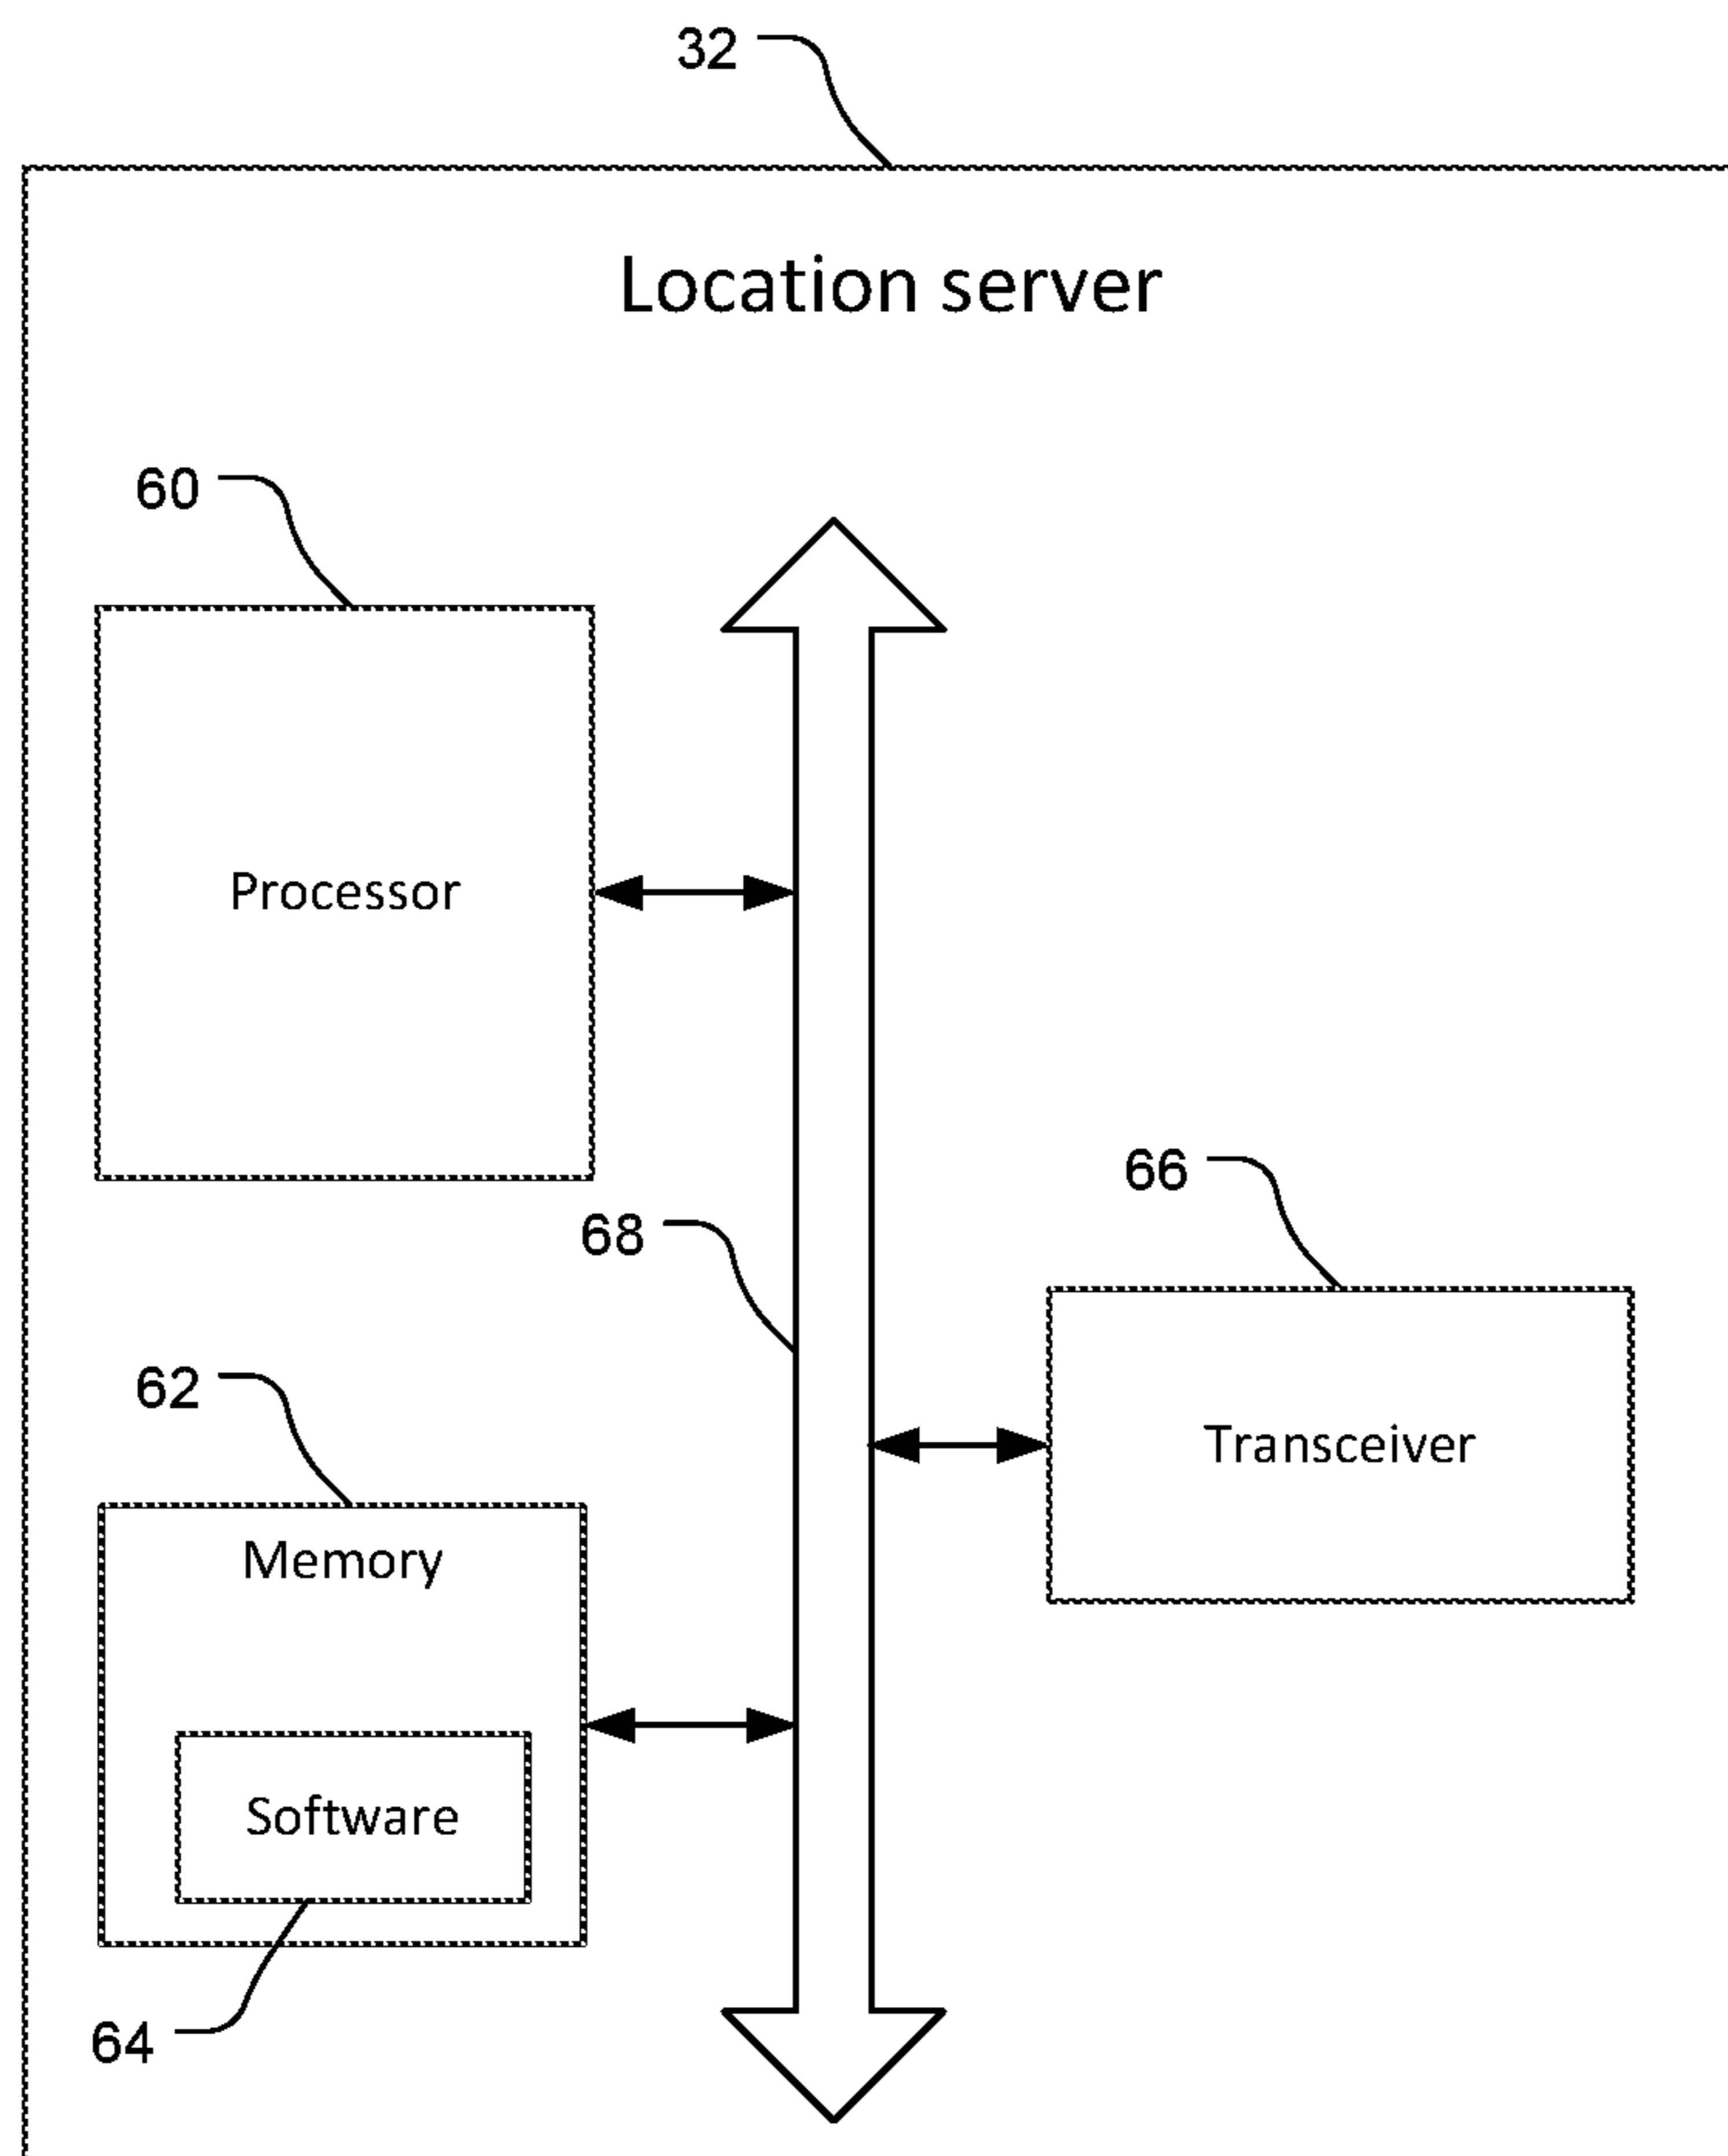 32
Location server
60
Processor
66
68
62
Transceiver
Memory
Software
64